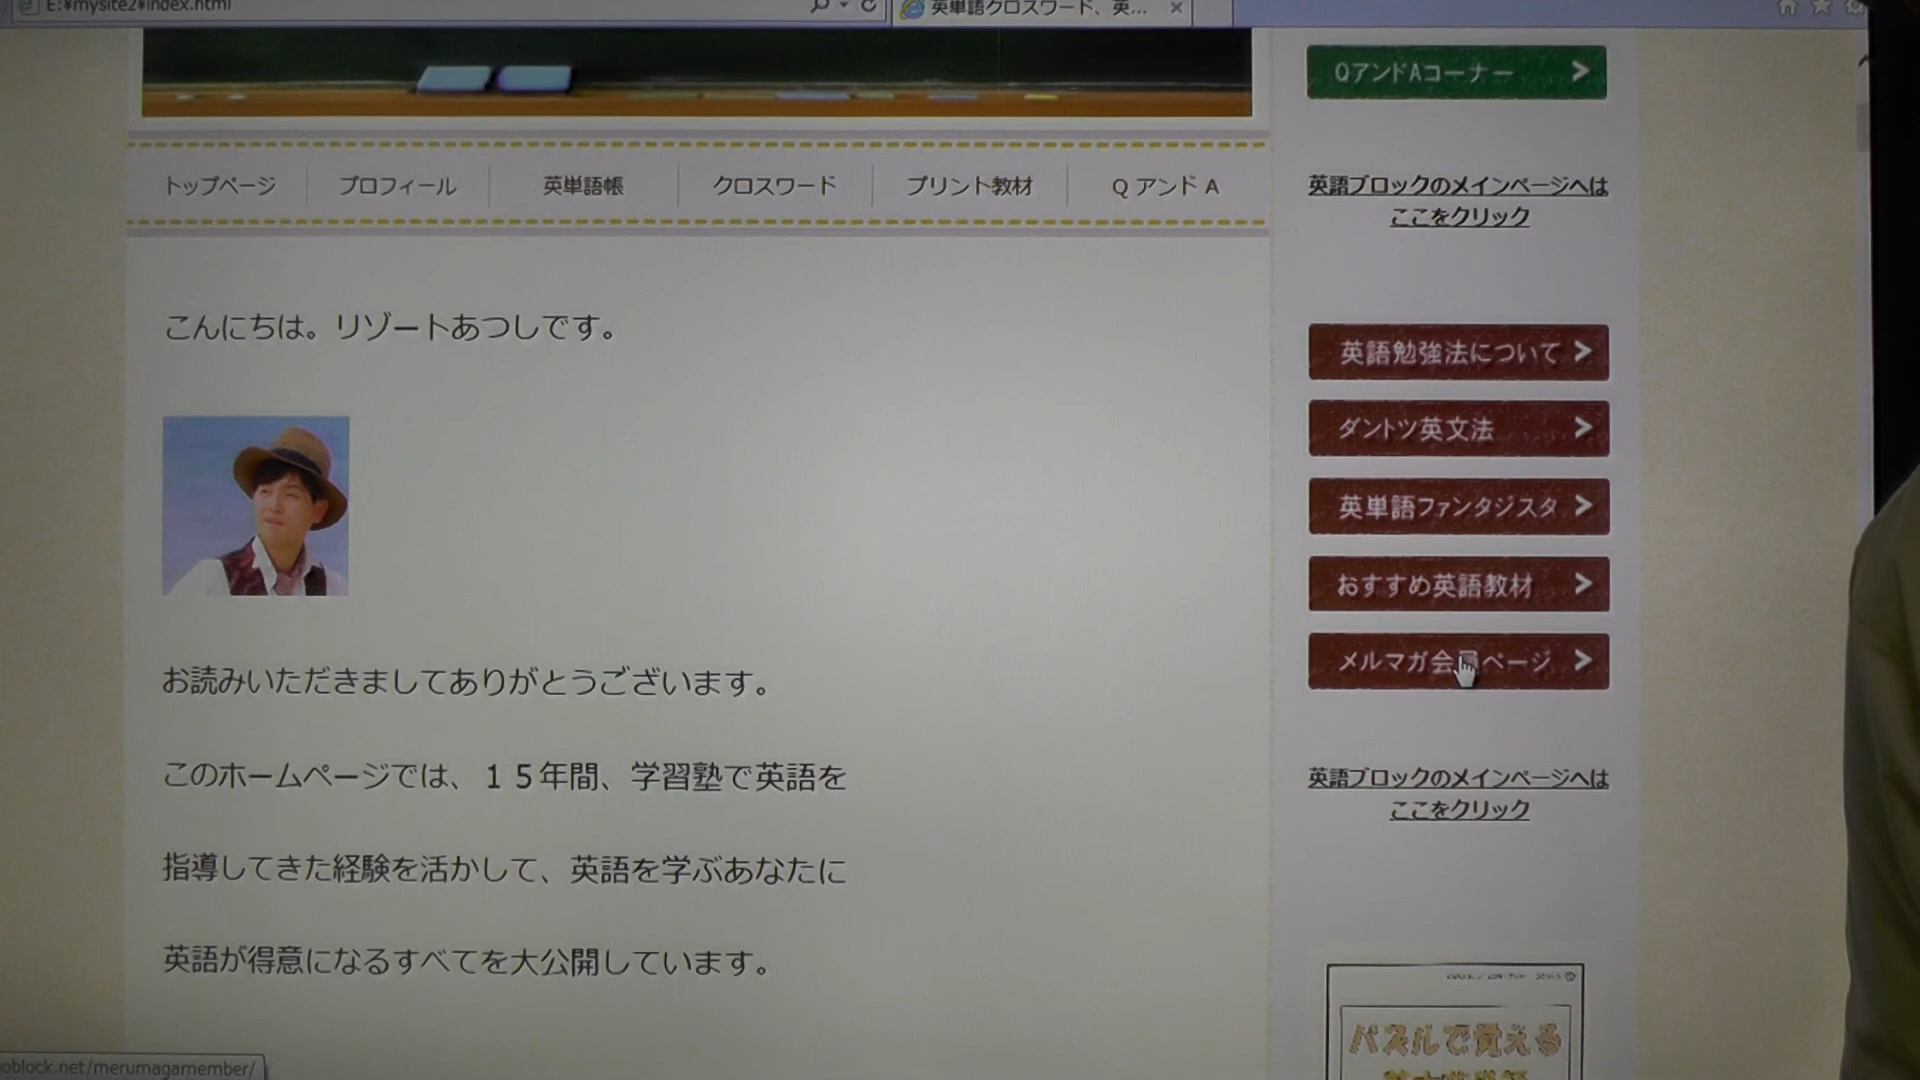 E:¥mysite2¥index.html
英単語クロスワード、英...
QアンドAコーナー
トップページ
プロフィール
英単語帳
クロスワード
プリント教材
Q アンド A
英語ブロックのメインページへは
ここをクリック
こんにちは。リゾートあつしです。
英語勉強法について
ダントツ英文法
英単語ファンタジスタ
おすすめ英語教材
メルマガ会員ページ
お読みいただきましてありがとうございます。
このホームページでは、１５年間、学習塾で英語を
指導してきた経験を活かして、英語を学ぶあなたに
英語が得意になるすべてを大公開しています。
英語ブロックのメインページへは
ここをクリック
パズルで覚える
oblock.net/merumagamember/